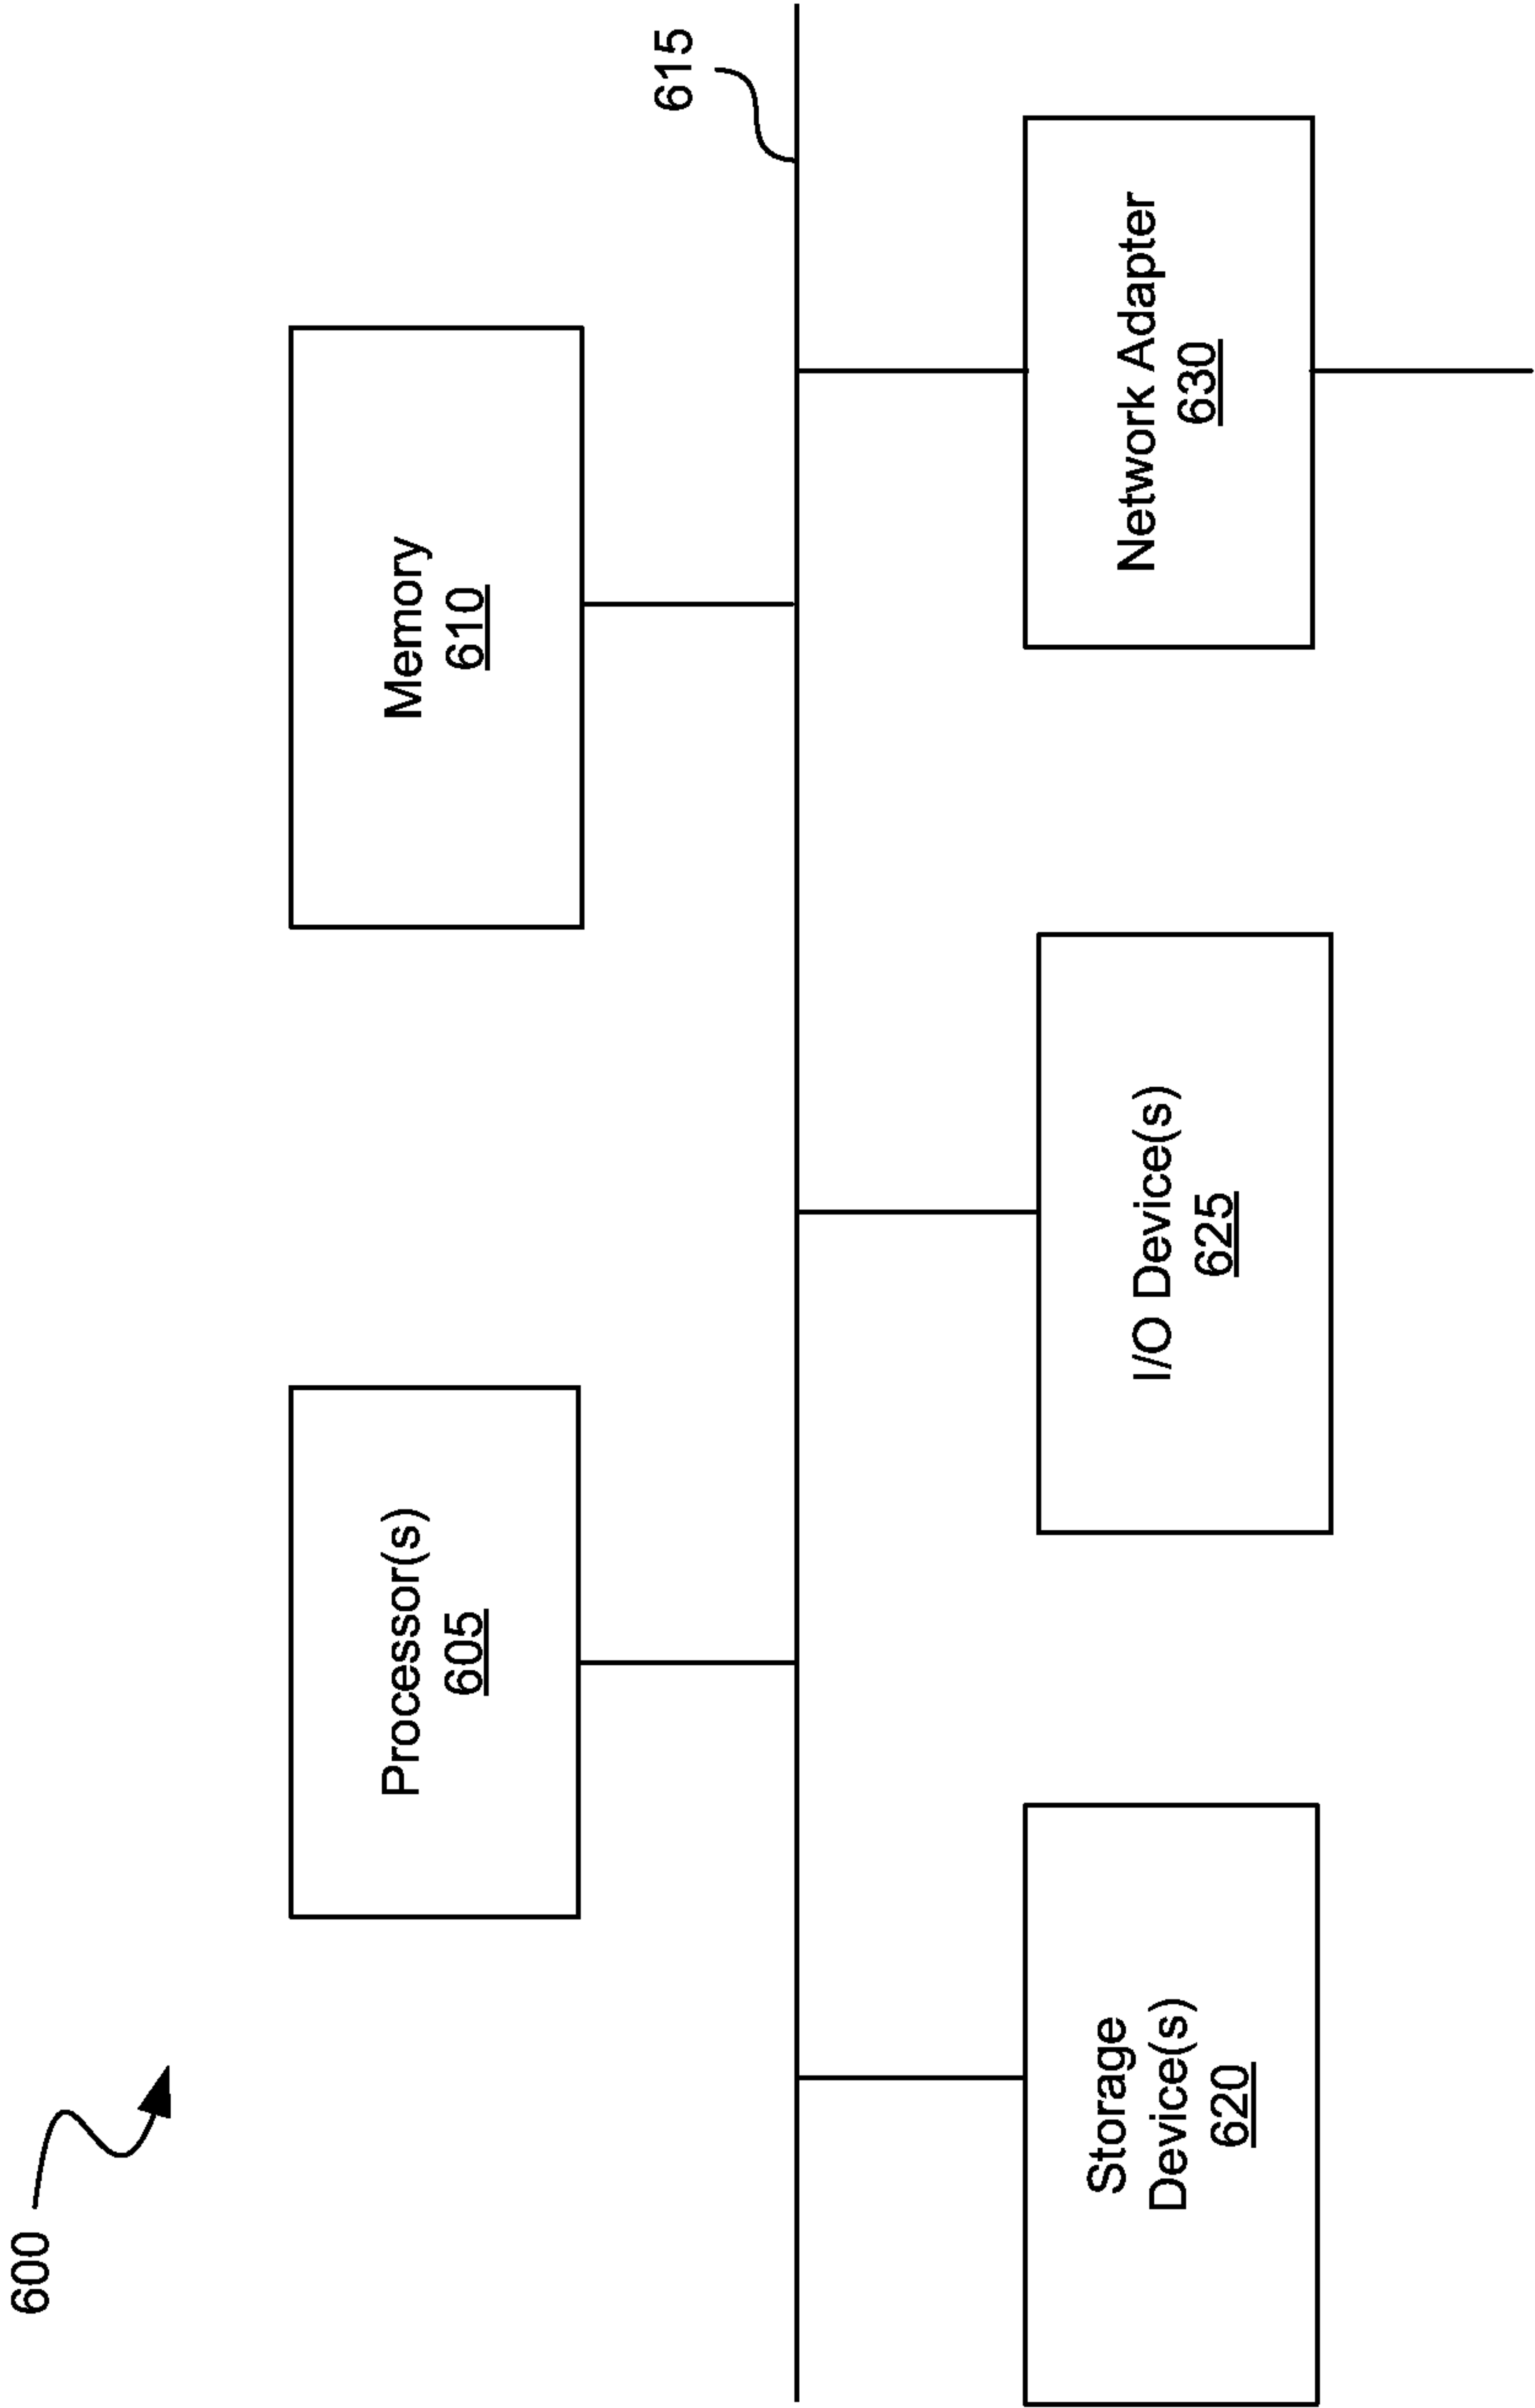 600
Processor(s)
605
Memory
610
615
Storage
Device(s)
620
I/O Device(s)
625
Network Adapter
630